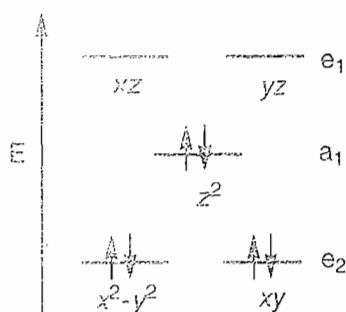 e₁
xz yz
E
a₁
z²
e₂
x²-y² xy